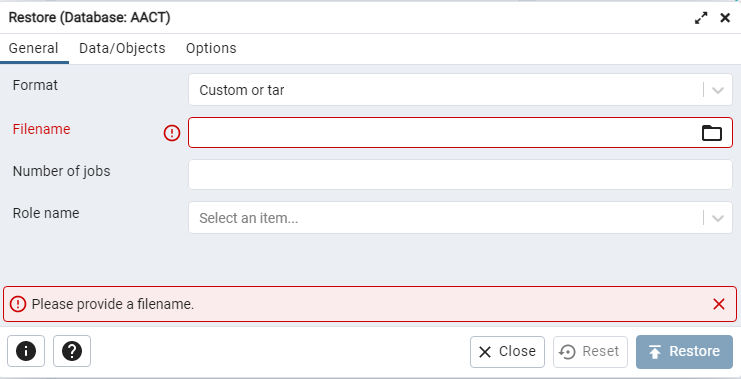 Restore (Database: AACT)
General Data/Objects Options
Format Custom or tar
Filename
Number of jobs
Role name Select an item...
Please provide a filename.
Close Reset Restore